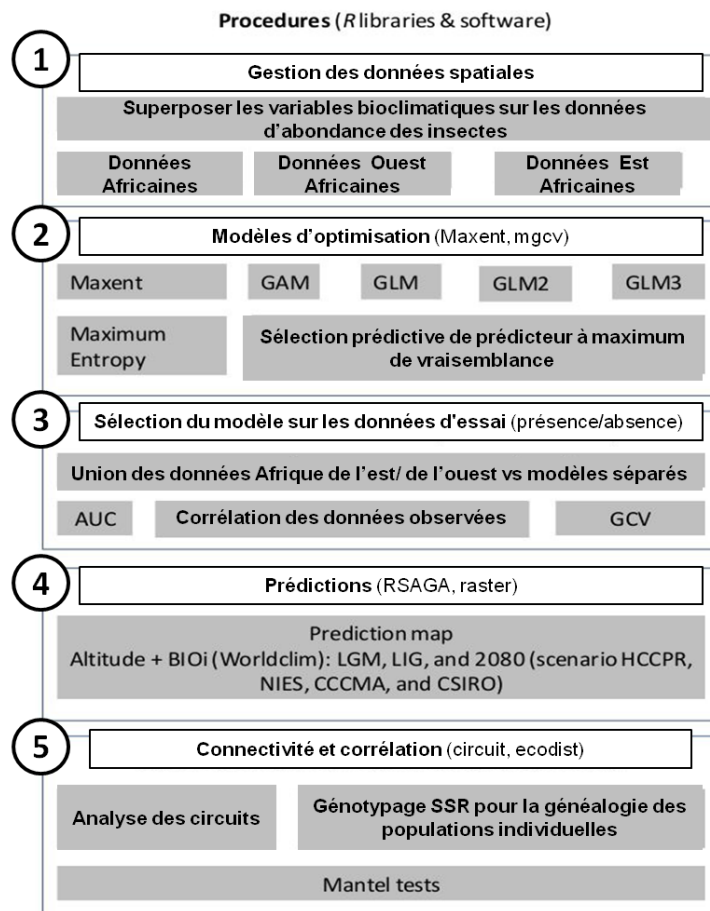 Procedures (R libraries & software)
1
Gestion des données spatiales
Superposer les variables bioclimatiques sur les données
d'abondance des insectes
Données
Africaines
Données Ouest
Africaines
Données Est
Africaines
2
Modèles d'optimisation (Maxent, mgcv)
Maxent
GAM
GLM
GLM2
GLM3
Maximum
Entropy
Sélection prédictive de prédicteur à maximum
de vraisemblance
3
Sélection du modèle sur les données d'essai (présence/absence)
Union des données Afrique de l'est/ de l'ouest vs modèles séparés
AUC
Corrélation des données observées
GCV
4
Prédictions (RSAGA, raster)
Prediction map
Altitude + BIOi (Worldclim): LGM, LIG, and 2080 (scenario HCCPR,
NIES, CCCMA, and CSIRO)
5
Connectivité et corrélation (circuit, ecodist)
Analyse des circuits
Génotypage SSR pour la généalogie des
populations individuelles
Mantel tests